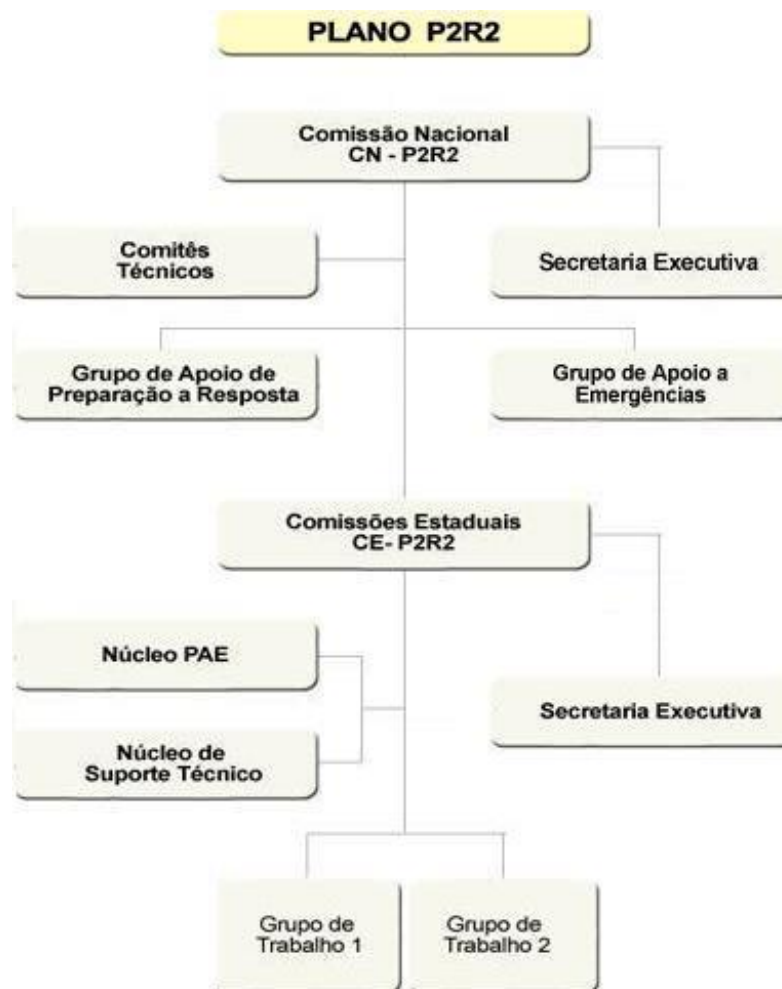 PLANO P2R2
Comissão Nacional
CN - P2R2
Comitês
Técnicos
Secretaria Executiva
Grupo de Apoio de
Preparação a Resposta
Grupo de Apoio a
Emergências
Comissões Estaduais
CE- P2R2
Núcleo PAE
Secretaria Executiva
Núcleo de
Suporte Técnico
Grupo de
Trabalho 1
Grupo de
Trabalho 2